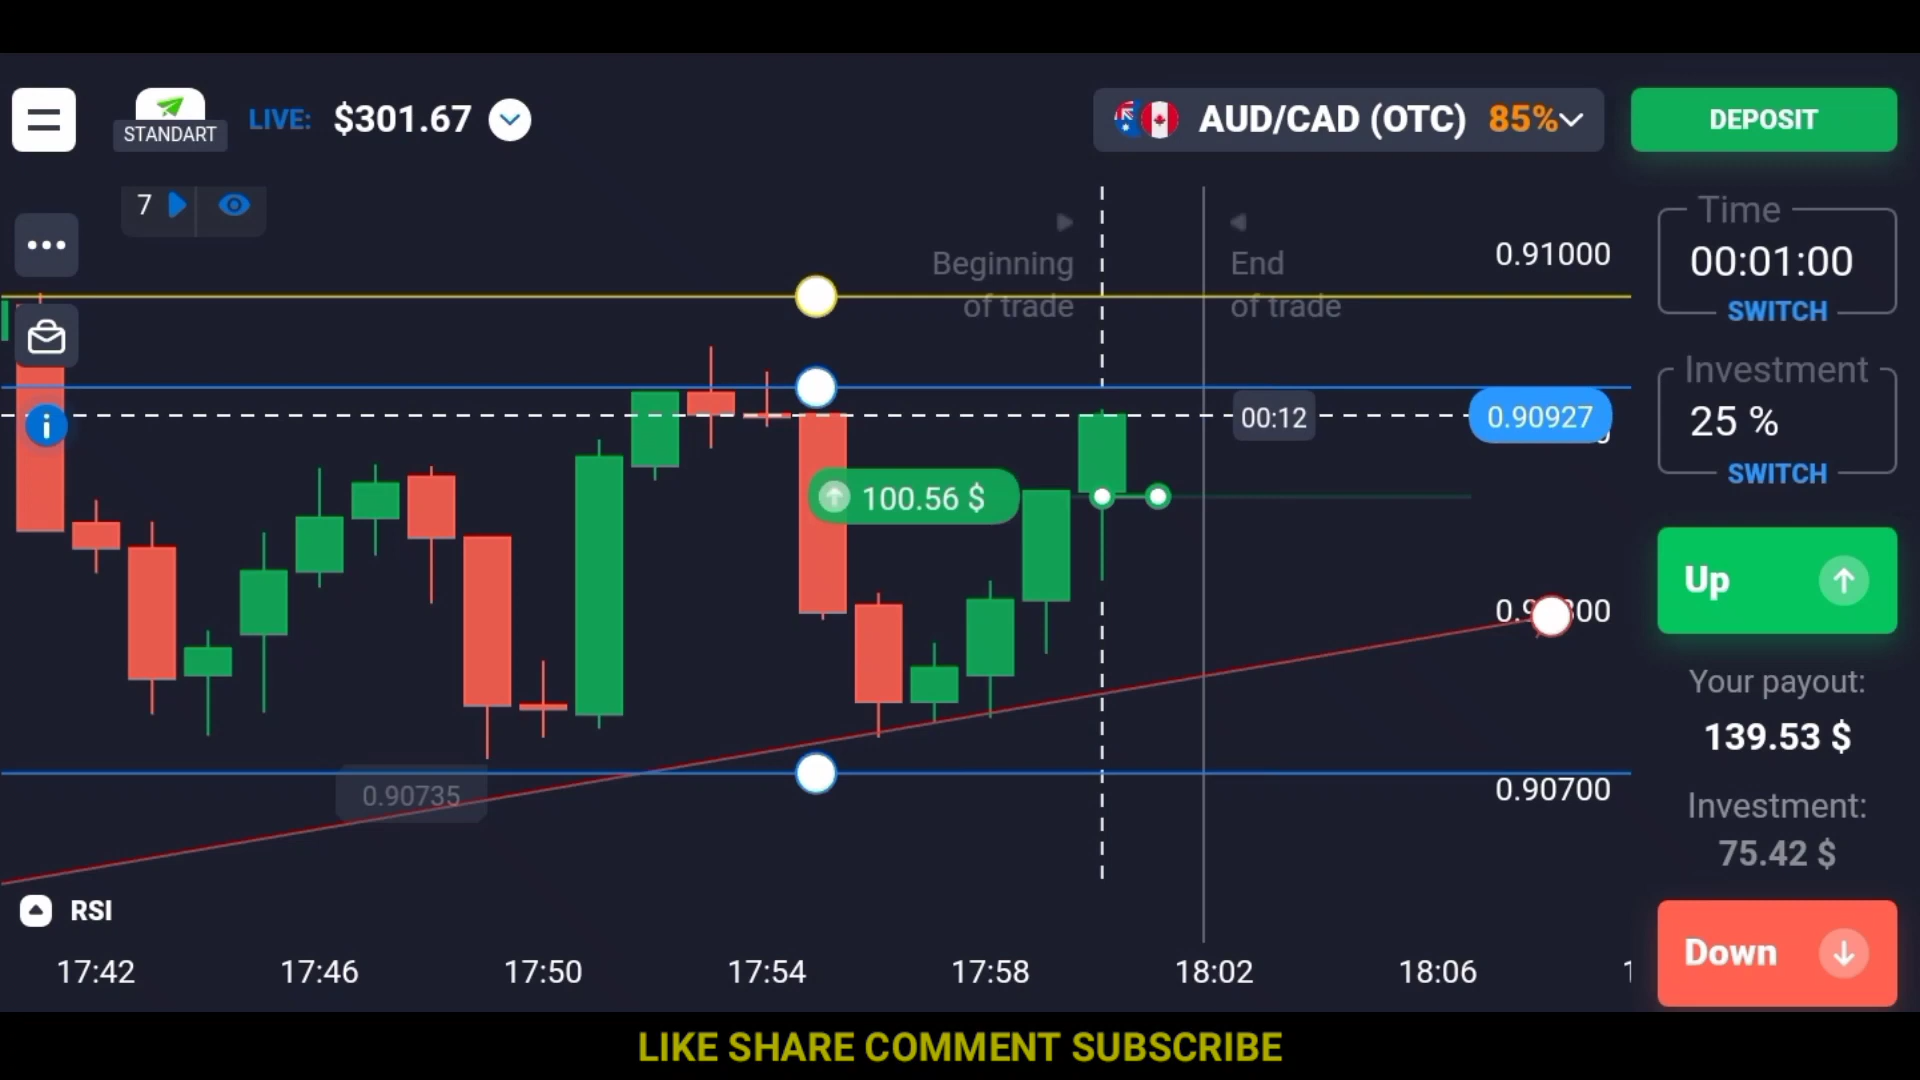 STANDART
LIVE: $301.67
AUD/CAD (OTC) 85%
DEPOSIT
7
Beginning
of trade
End
of trade
0.91000
Time
00:01:00
SWITCH
Investment
25 %
SWITCH
00:12
0.90927
100.56 $
Up
Your payout:
139.53 $
Investment:
75.42 $
Down
0.90735
0.90700
RSI
17:42
17:46
17:50
17:54
17:58
18:02
18:06
LIKE SHARE COMMENT SUBSCRIBE